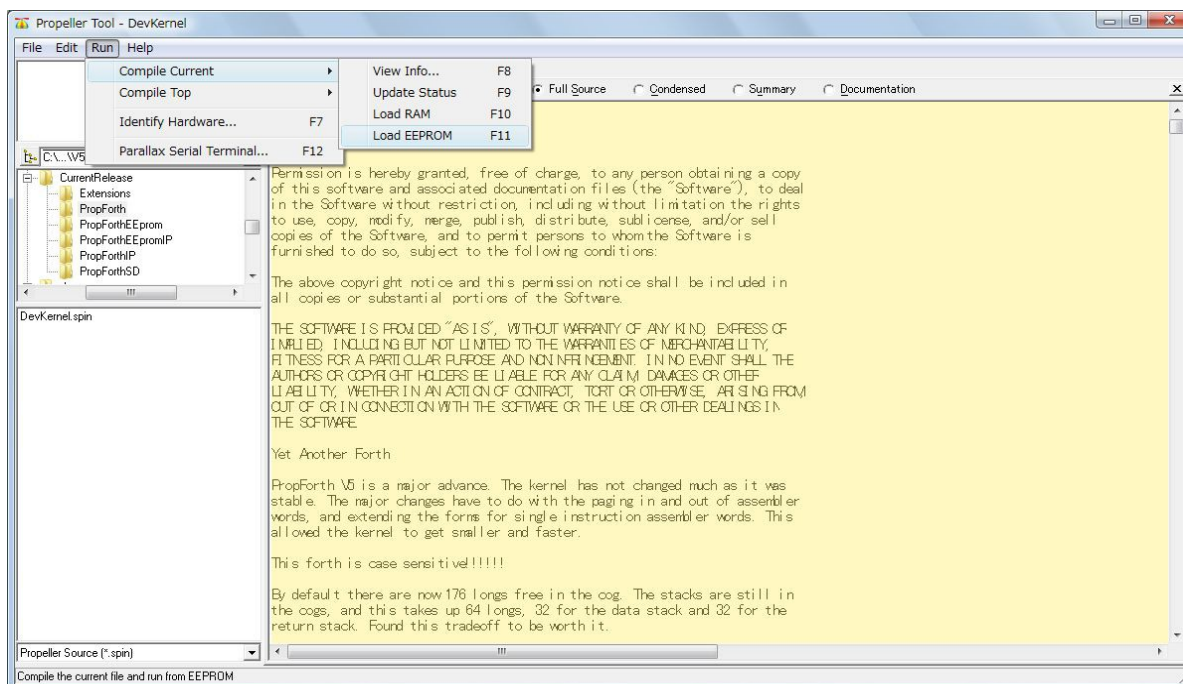 Propeller Tool - DevKernel
File Edit Run Help
Compile Current
Compile Top
Identify Hardware... F7
Parallax Serial Terminal... F12
View Info... F8
Update Status F9
Load RAM F10
Load EEPROM F11
Full Source Condensed Summary Documentation
C:\...\V5
CurrentRelease
Extensions
PropForth
PropForthEEprom
PropForthEEpromIP
PropForthIP
PropForthSD
DevKernel.spin
Propeller Source (*.spin)
Permission is hereby granted, free of charge, to any person obtaining a copy
of this software and associated documentation files (the "Software"), to deal
in the Software without restriction, including without limitation the rights
to use, copy, modify, merge, publish, distribute, sublicense, and/or sell
copies of the Software, and to permit persons to whom the Software is
furnished to do so, subject to the following conditions:
The above copyright notice and this permission notice shall be included in
all copies or substantial portions of the Software.
THE SOFTWARE IS PROVIDED "AS IS", WITHOUT WARRANTY OF ANY KIND, EXPRESS OR
IMPLIED, INCLUDING BUT NOT LIMITED TO THE WARRANTIES OF MERCHANTABILITY,
FITNESS FOR A PARTICULAR PURPOSE AND NONINFRINGEMENT. IN NO EVENT SHALL THE
AUTHORS OR COPYRIGHT HOLDERS BE LIABLE FOR ANY CLAIM, DAMAGES OR OTHER
LIABILITY, WHETHER IN AN ACTION OF CONTRACT, TORT OR OTHERWISE, ARISING FROM,
OUT OF OR IN CONNECTION WITH THE SOFTWARE OR THE USE OR OTHER DEALINGS IN
THE SOFTWARE.
Yet Another Forth
PropForth V5 is a major advance. The kernel has not changed much as it was
stable. The major changes have to do with the paging in and out of assembler
words, and extending the forms for single instruction assembler words. This
allowed the kernel to get smaller and faster.
This forth is case sensitive!!!!!!
By default there are now 176 longs free in the cog. The stacks are still in
the cogs, and this takes up 64 longs, 32 for the data stack and 32 for the
return stack. Found this tradeoff to be worth it.
Compile the current file and run from EEPROM